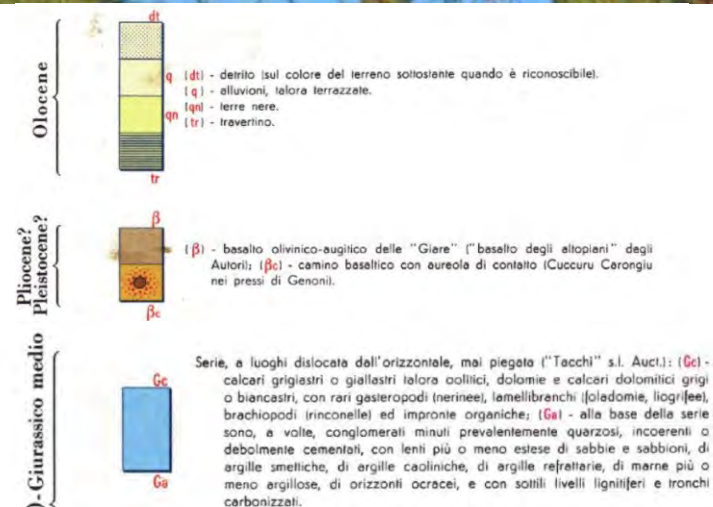 Olocene
dt
q
qn
tr
(dt) - detrito (sul colore del terreno sottostante quando è riconoscibile).
(q) - alluvioni, talora terrazzate.
(qn) - terre nere.
(tr) - travertino.
Pliocene?
Pleistocene?
β
βc
(β) - basalto olivinico-augitico delle "Giare" ("basalto degli altopiani" degli
Autori); (βc) - camino basaltico con aureola di contatto (Cuccuru Carongiu
nei pressi di Genoni).
-Giurassico medio
Gc
Ga
Serie, a luoghi dislocata dall'orizzontale, mai piegata ("Tacchi" s.l. Auct.): (Gc) -
calcari grigiastri o giallastri talora oolitici, dolomie e calcari dolomitici grigi
o biancastri, con rari gasteropodi (nerinee), lamellibranchi (foladomie, liogrifee),
brachiopodi (rinconelle) ed impronte organiche; (Ga) - alla base della serie
sono, a volte, conglomerati minuti prevalentemente quarzosi, incoerenti o
debolmente cementati, con lenti più o meno estese di sabbie e sabbioni, di
argille smettiche, di argille caoliniche, di argille refrattarie, di marne più o
meno argillose, di orizzonti ocracei, e con sottili livelli lignitiferi e tronchi
carbonizzati.